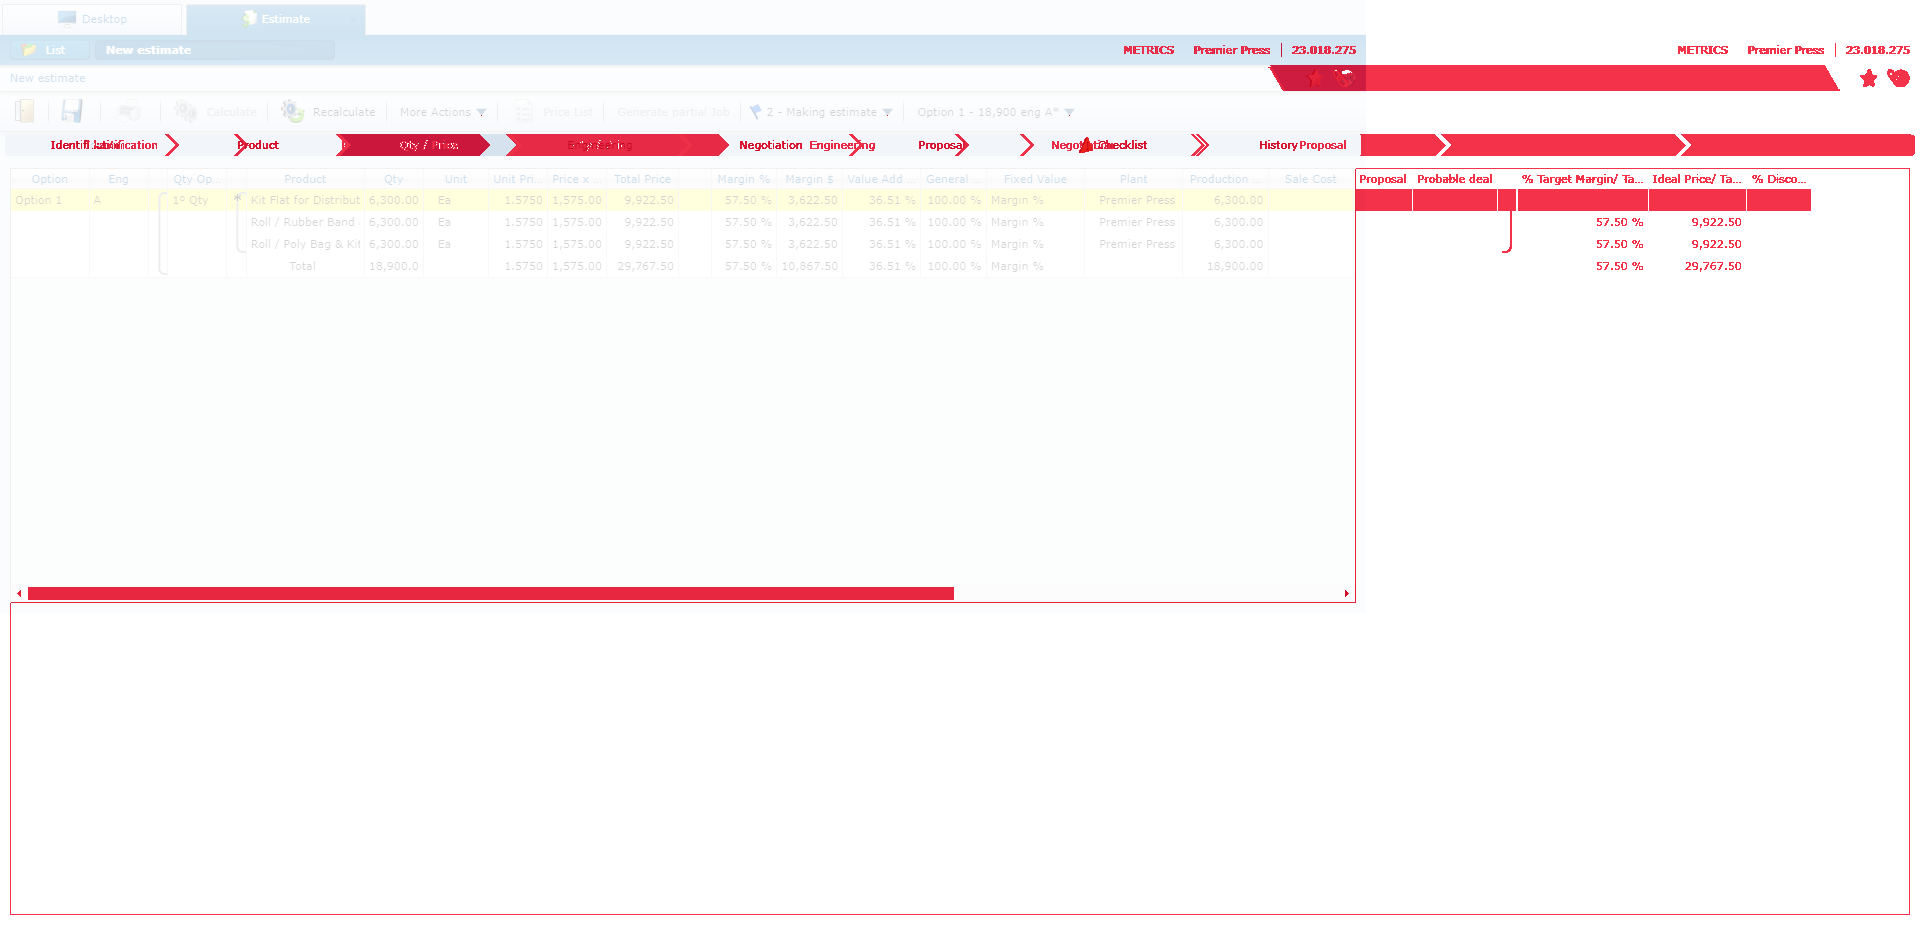 Desktop Estimate
List New estimate METRICS Premier Press 23.018.275 METRICS Premier Press 23.018.275
New estimate
Calculate Recalculate More Actions Price List Generate partial Job 2 - Making estimate Option 1 - 18,900 eng A*
Product Qty / Price Negotiation Engineering Proposal Checklist History Proposal
Option Eng Qty Op... Product Qty Unit Unit Pri... Price x ... Total Price Margin % Margin $ Value Add General Fixed Value Plant Production ... Sale Cost Proposal Probable deal % Target Margin/ Ta... Ideal Price/ Ta... % Disco...
Option 1 A 1º Qty * Kit Flat for Distribut 6,300.00 Ea 1.5750 1,575.00 9,922.50 57.50 % 3,622.50 36.51 % 100.00 % Margin % Premier Press 6,300.00
Roll / Rubber Band 6,300.00 Ea 1.5750 1,575.00 9,922.50 57.50 % 3,622.50 36.51 % 100.00 % Margin % Premier Press 6,300.00 57.50 % 9,922.50
Roll / Poly Bag & Kit 6,300.00 Ea 1.5750 1,575.00 9,922.50 57.50 % 3,622.50 36.51 % 100.00 % Margin % Premier Press 6,300.00 57.50 % 9,922.50
Total 18,900.0 1.5750 1,575.00 29,767.50 57.50 % 10,867.50 36.51 % 100.00 % Margin % 18,900.00 57.50 % 29,767.50